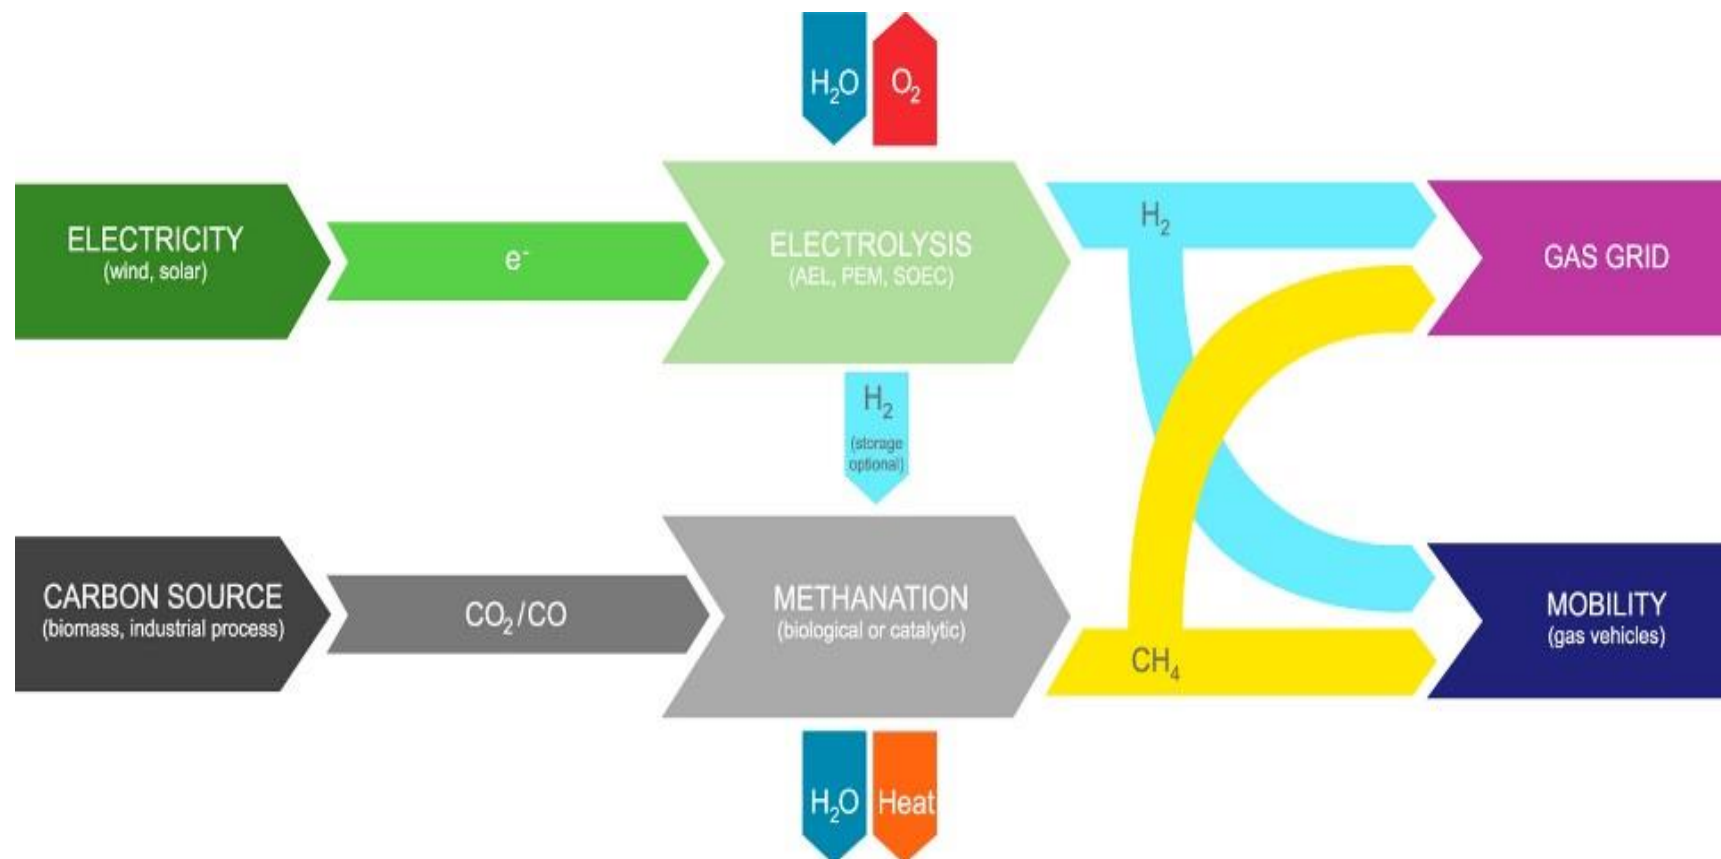 H₂O
O₂
ELECTRICITY
(wind, solar)
e⁻
ELECTROLYSIS
(AEL, PEM, SOEC)
H₂
GAS GRID
H₂
(storage
optional)
CARBON SOURCE
(biomass, industrial process)
CO₂/CO
METHANATION
(biological or catalytic)
CH₄
MOBILITY
(gas vehicles)
H₂O
Heat